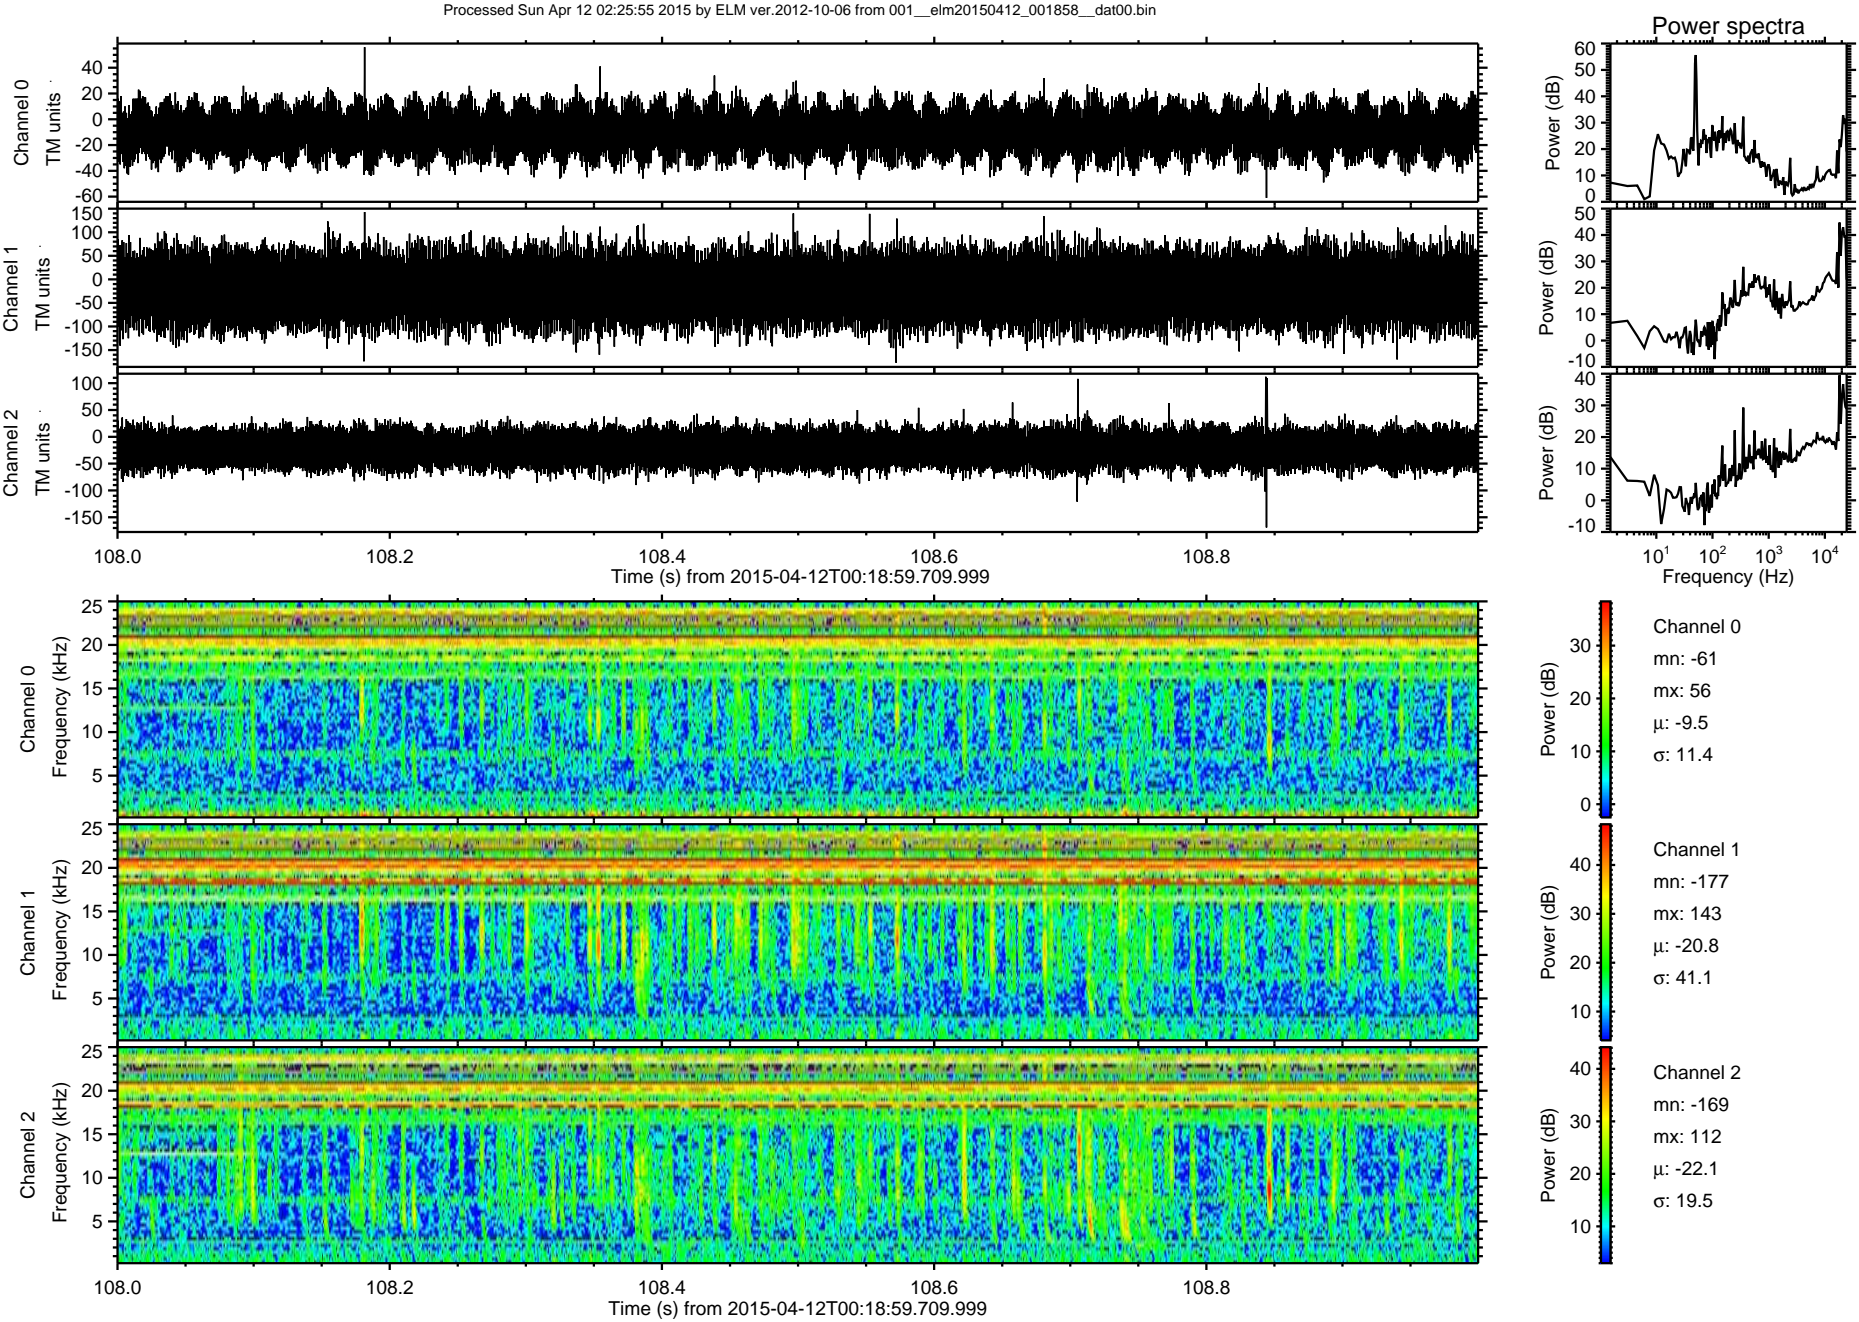 Processed Sun Apr 12 02:25:55 2015 by ELM ver.2012-10-06 from 001__elm20150412_001858__dat00.bin
Power spectra
Channel 0
TM units
40
20
0
-20
-40
-60
Power (dB)
60
50
40
30
20
10
0
Channel 1
TM units
150
100
50
0
-50
-100
-150
Power (dB)
50
40
30
20
10
0
-10
Channel 2
TM units
100
50
0
-50
-100
-150
Power (dB)
40
30
20
10
0
-10
108.0 108.2 108.4 108.6 108.8
Time (s) from 2015-04-12T00:18:59.709.999
10^1 10^2 10^3 10^4
Frequency (Hz)
Channel 0
Frequency (kHz)
25
20
15
10
5
Power (dB)
30
20
10
0
Channel 0
mn: -61
mx: 56
μ: -9.5
σ: 11.4
Channel 1
Frequency (kHz)
25
20
15
10
5
Power (dB)
40
30
20
10
Channel 1
mn: -177
mx: 143
μ: -20.8
σ: 41.1
Channel 2
Frequency (kHz)
25
20
15
10
5
Power (dB)
40
30
20
10
Channel 2
mn: -169
mx: 112
μ: -22.1
σ: 19.5
108.0 108.2 108.4 108.6 108.8
Time (s) from 2015-04-12T00:18:59.709.999